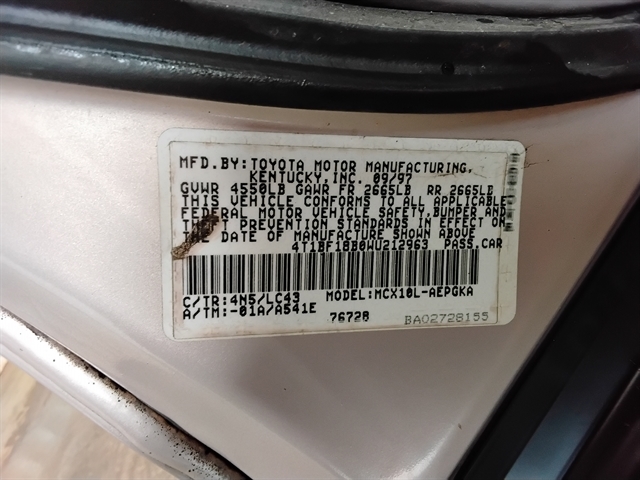 MFD. BY: TOYOTA MOTOR MANUFACTURING,
KENTUCKY, INC. 09/97
GVWR 4550LB GAWR FR 2665LB RR 2665LB
THIS VEHICLE CONFORMS TO ALL APPLICABLE
FEDERAL MOTOR VEHICLE SAFETY, BUMPER AND
THEFT PREVENTION STANDARDS IN EFFECT ON
THE DATE OF MANUFACTURE SHOWN ABOVE
4T1BF18B0WU212963 PASS. CAR
C/TR: 4N5/LC43 MODEL: MCX10L-AEPGKA
A/TM: -01A/A541E
76728 BA02728155